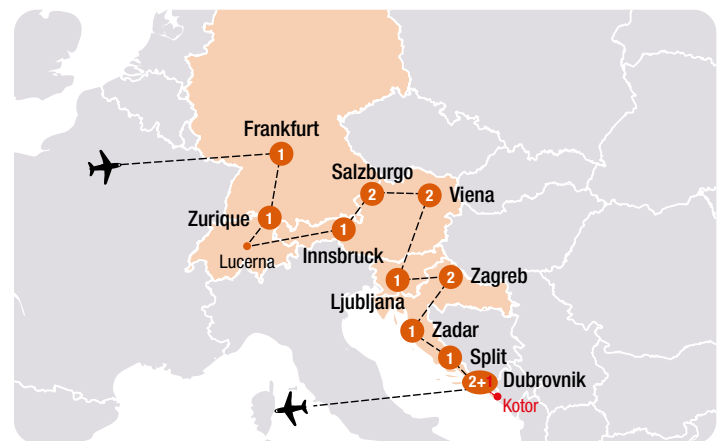 Frankfurt
1
Salzburgo
2
2
Viena
Zurique
1
1
Lucerna
Innsbruck
1
2
Zagreb
Ljubljana
1
Zadar
1
Split
2+1
Dubrovnik
Kotor